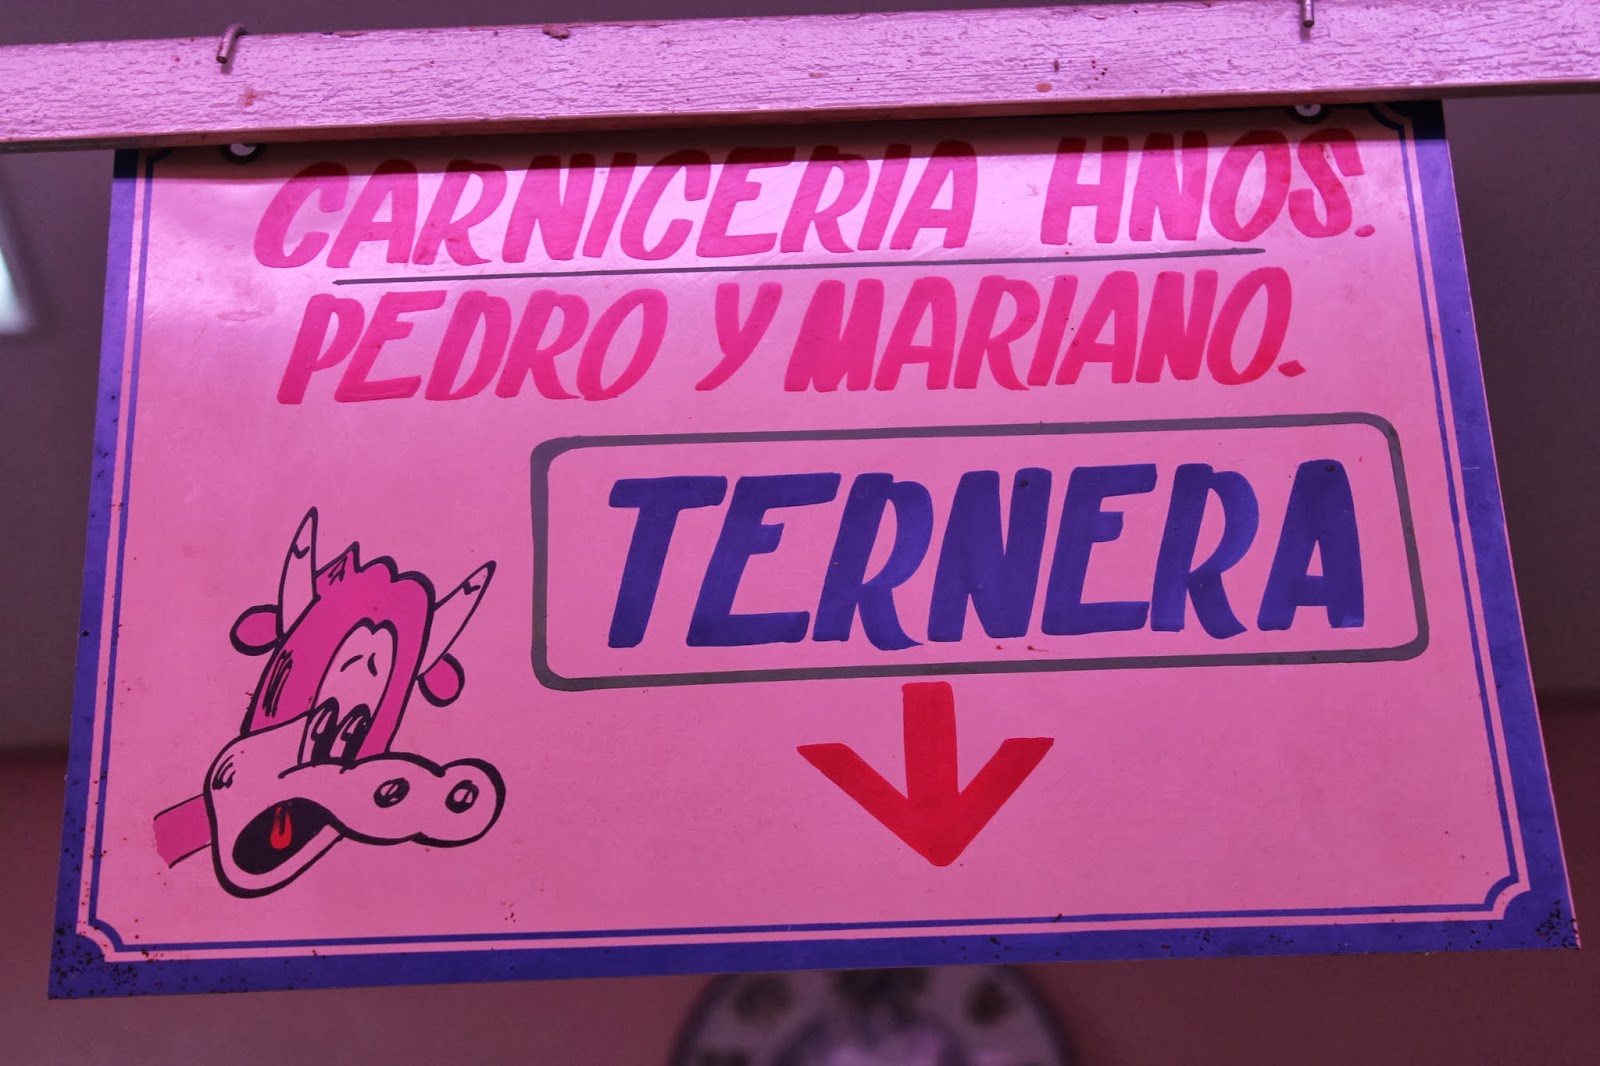 CARNICERIA HNOS.
PEDRO Y MARIANO.
TERNERA